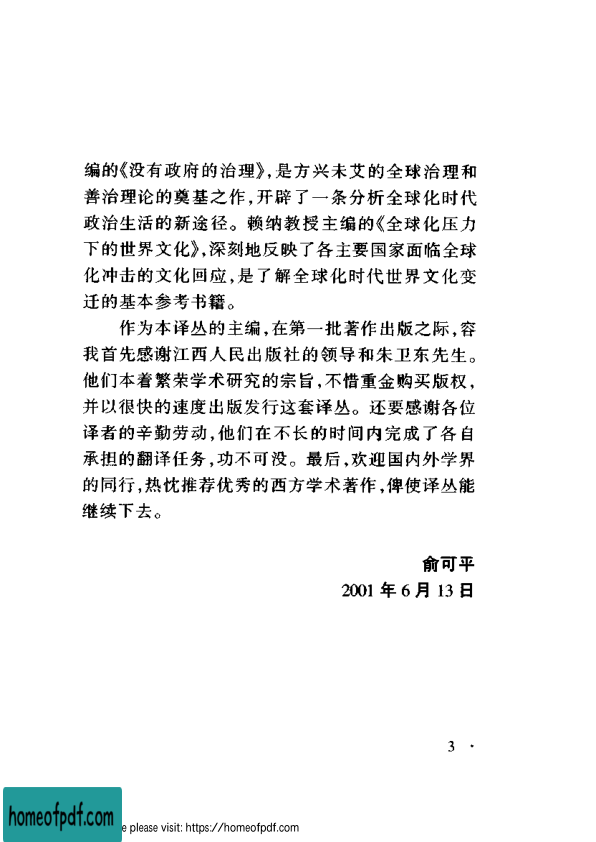 编的《没有政府的治理》,是方兴未艾的全球治理和
善治理论的奠基之作,开辟了一条分析全球化时代
政治生活的新途径。赖纳教授主编的《全球化压力
下的世界文化》,深刻地反映了各主要国家面临全球
化冲击的文化回应,是了解全球化时代世界文化变
迁的基本参考书籍。
作为本译丛的主编,在第一批著作出版之际,容
我首先感谢江西人民出版社的领导和朱卫东先生。
他们本着繁荣学术研究的宗旨,不惜重金购买版权,
并以很快的速度出版发行这套译丛。还要感谢各位
译者的辛勤劳动,他们在不长的时间内完成了各自
承担的翻译任务,功不可没。最后,欢迎国内外学界
的同行,热忱推荐优秀的西方学术著作,俾使译丛能
继续下去。
俞可平
2001 年 6 月 13 日
3 ·
homeofpdf.com
e please visit: https://homeofpdf.com